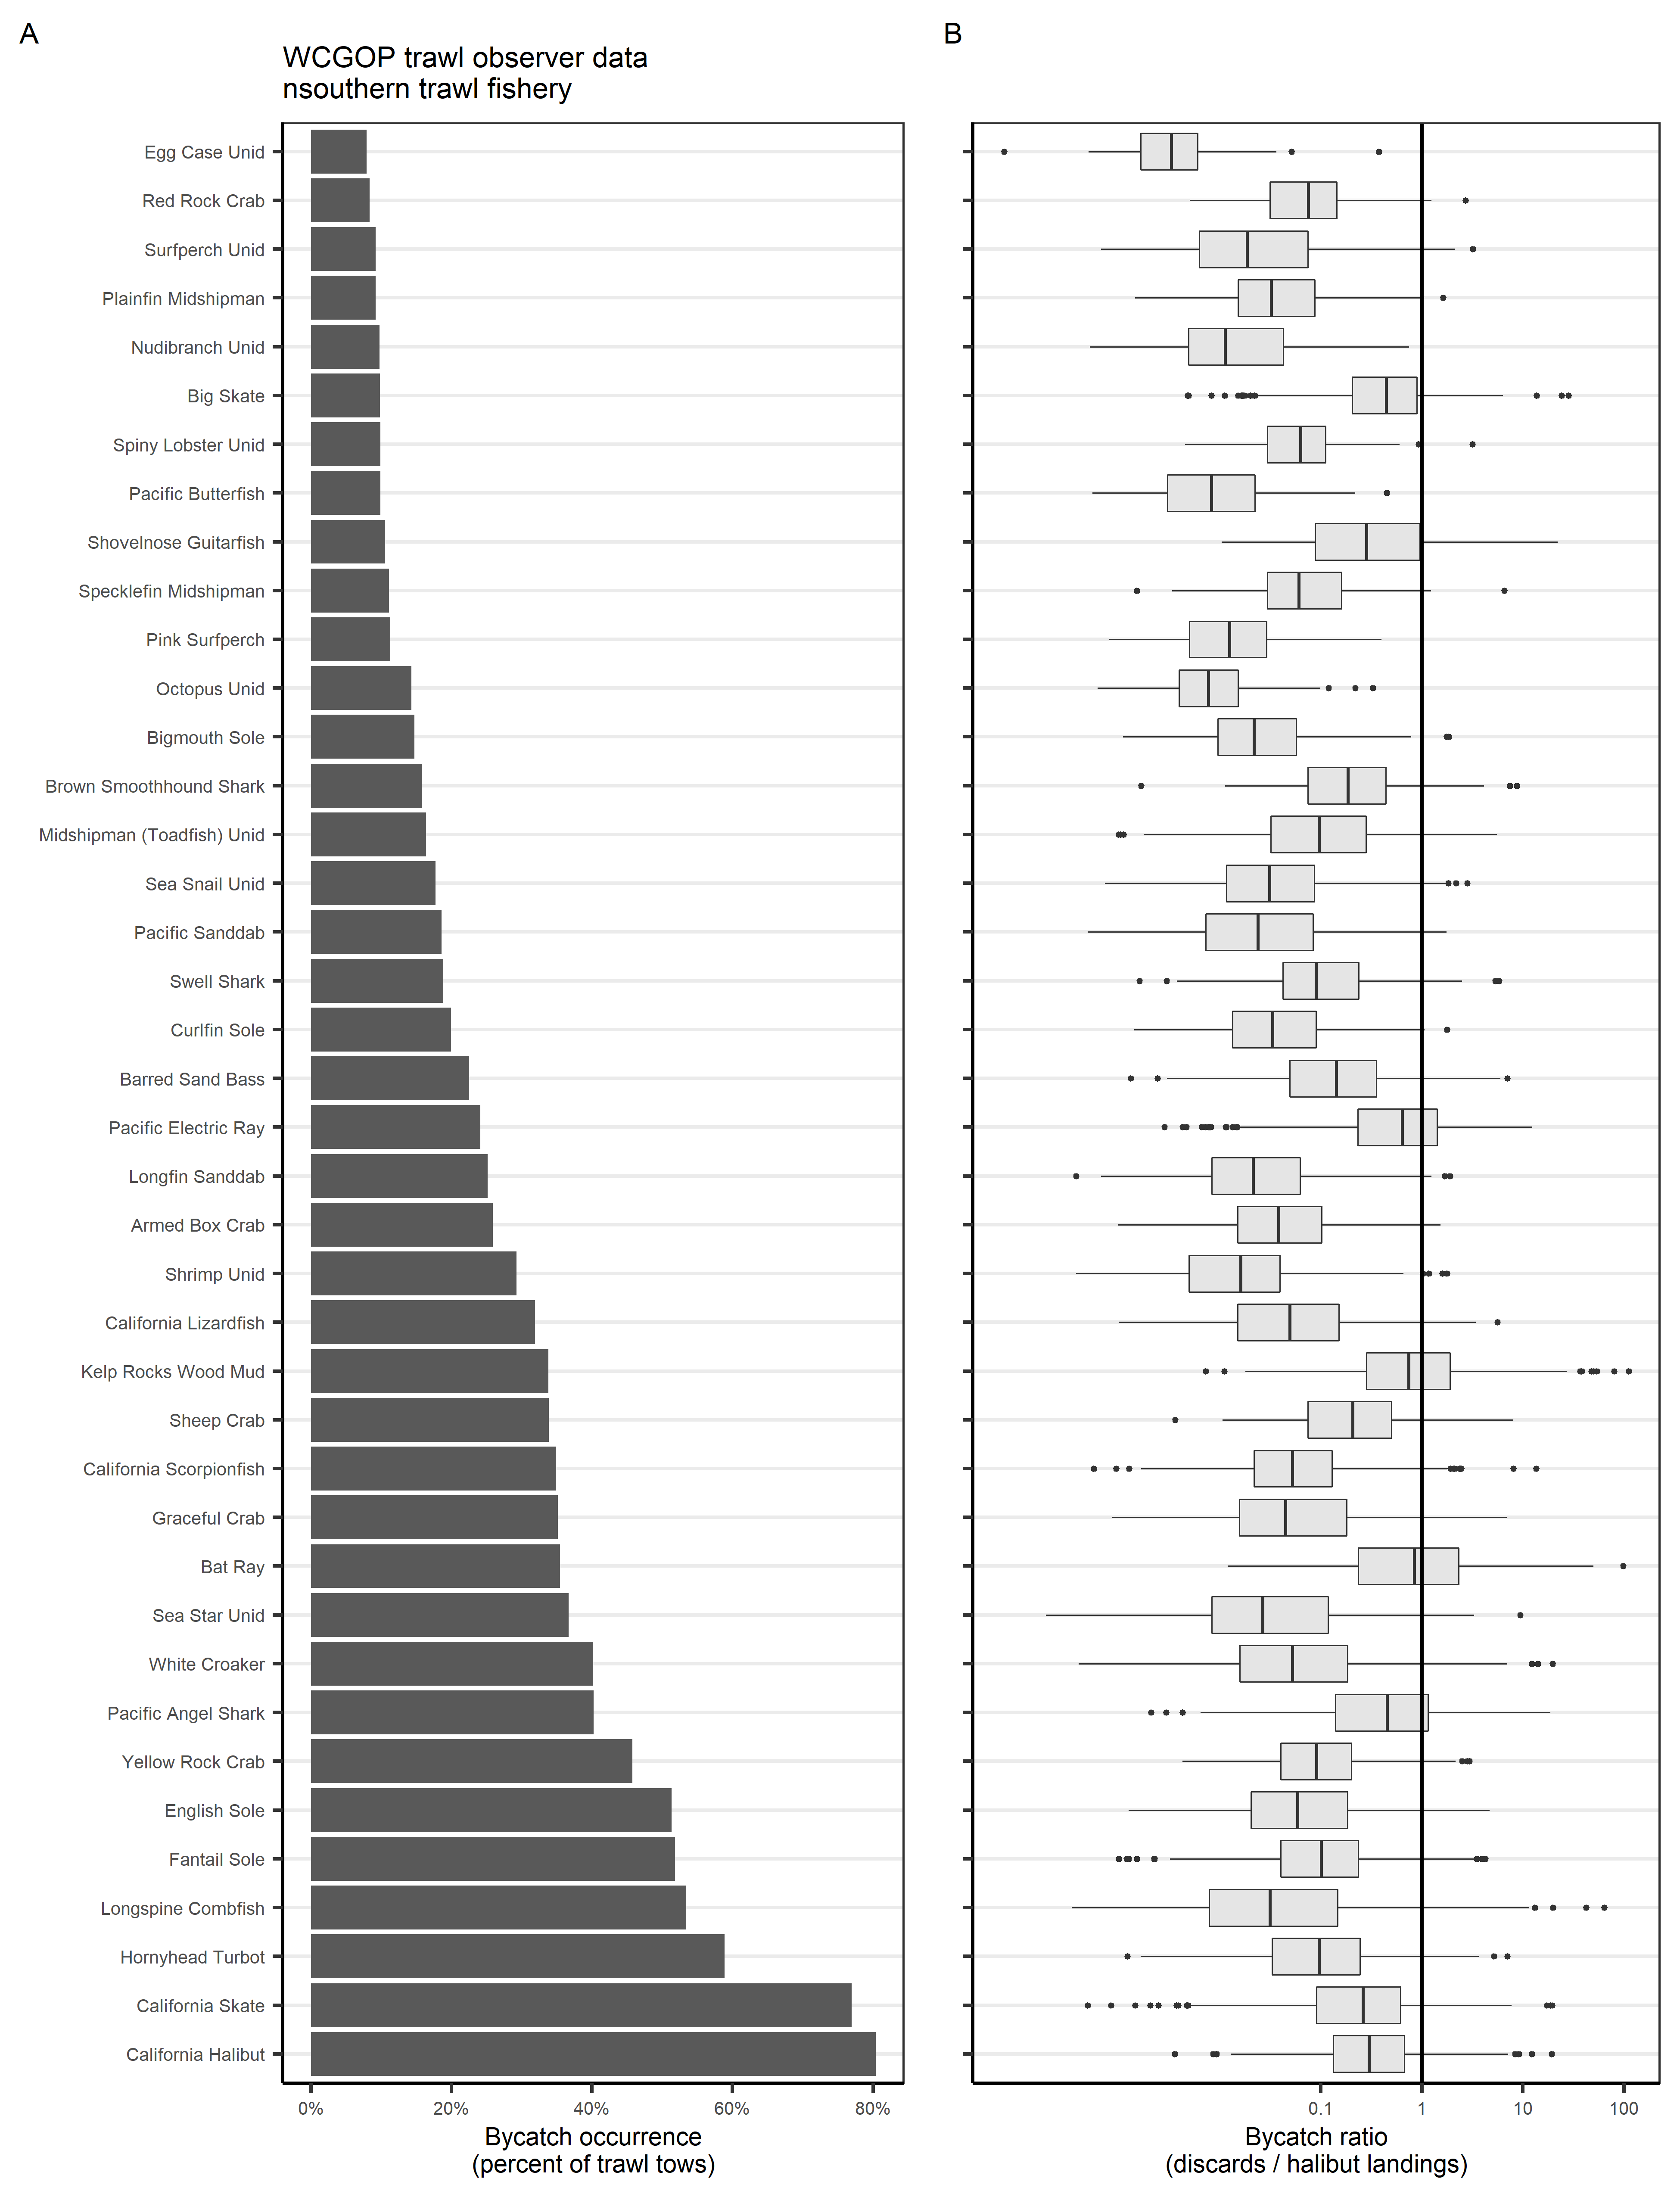 A
B
WCGOP trawl observer data
nsouthern trawl fishery
Egg Case Unid
Red Rock Crab
Surfperch Unid
Plainfin Midshipman
Nudibranch Unid
Big Skate
Spiny Lobster Unid
Pacific Butterfish
Shovelnose Guitarfish
Specklefin Midshipman
Pink Surfperch
Octopus Unid
Bigmouth Sole
Brown Smoothhound Shark
Midshipman (Toadfish) Unid
Sea Snail Unid
Pacific Sanddab
Swell Shark
Curlfin Sole
Barred Sand Bass
Pacific Electric Ray
Longfin Sanddab
Armed Box Crab
Shrimp Unid
California Lizardfish
Kelp Rocks Wood Mud
Sheep Crab
California Scorpionfish
Graceful Crab
Bat Ray
Sea Star Unid
White Croaker
Pacific Angel Shark
Yellow Rock Crab
English Sole
Fantail Sole
Longspine Combfish
Hornyhead Turbot
California Skate
California Halibut
0% 20% 40% 60% 80%
Bycatch occurrence
(percent of trawl tows)
0.1 1 10 100
Bycatch ratio
(discards / halibut landings)